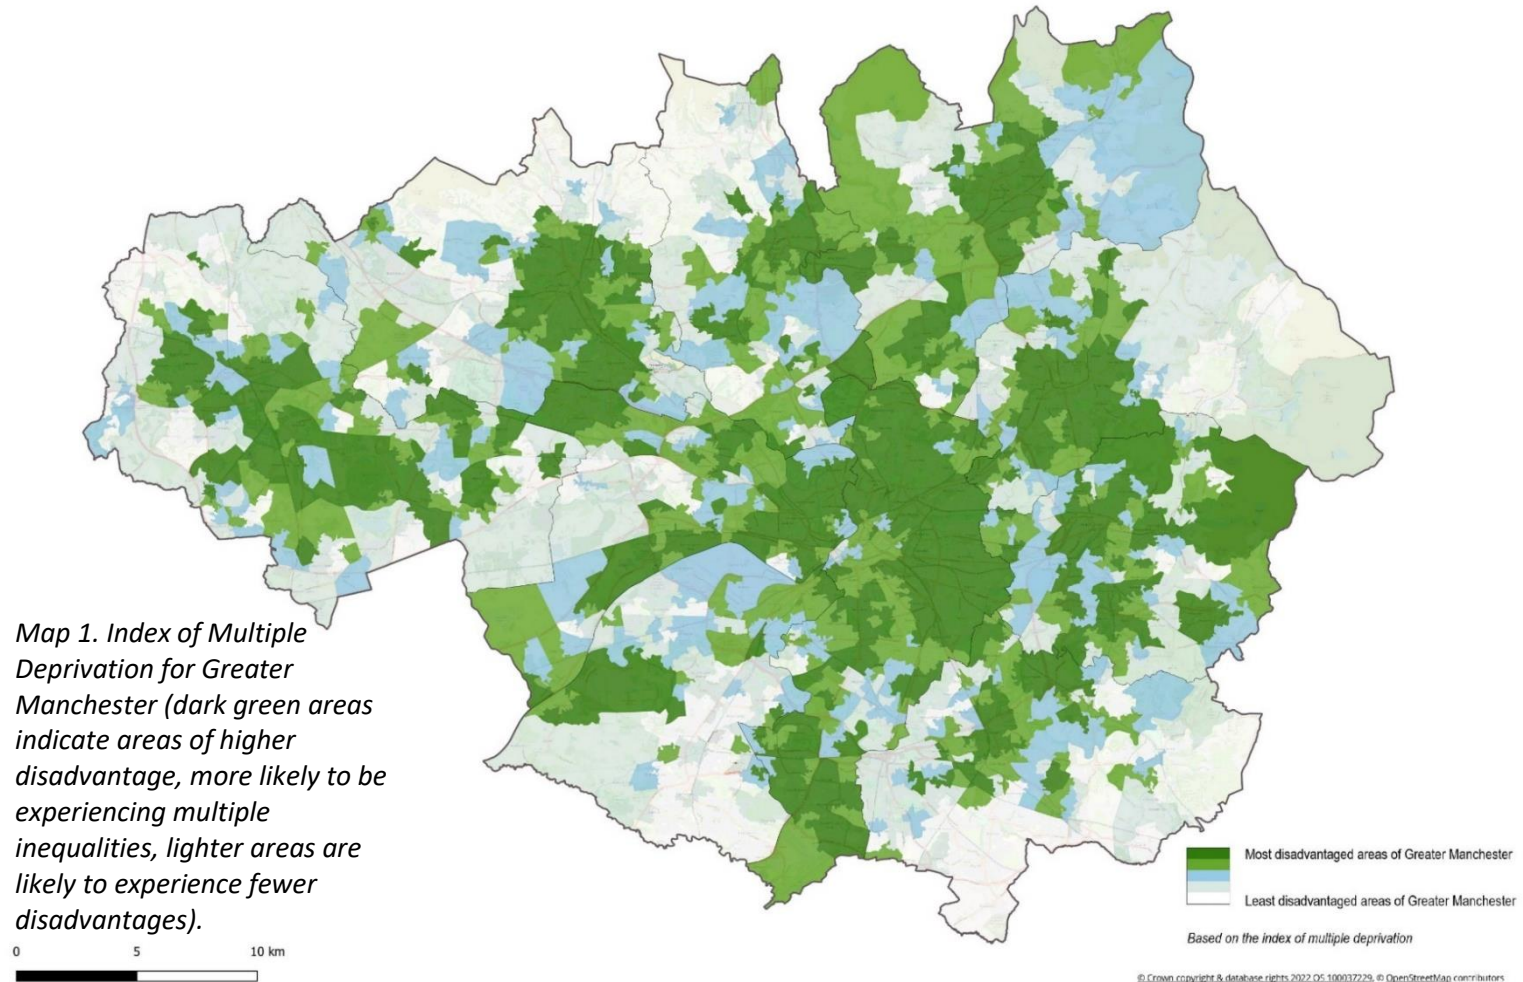 Map 1. Index of Multiple
Deprivation for Greater
Manchester (dark green areas
indicate areas of higher
disadvantage, more likely to be
experiencing multiple
inequalities, lighter areas are
likely to experience fewer
disadvantages).
0 5 10 km
Most disadvantaged areas of Greater Manchester
Least disadvantaged areas of Greater Manchester
Based on the index of multiple deprivation
© Crown copyright & database rights 2022 OS 100037229, © OpenStreetMap contributors